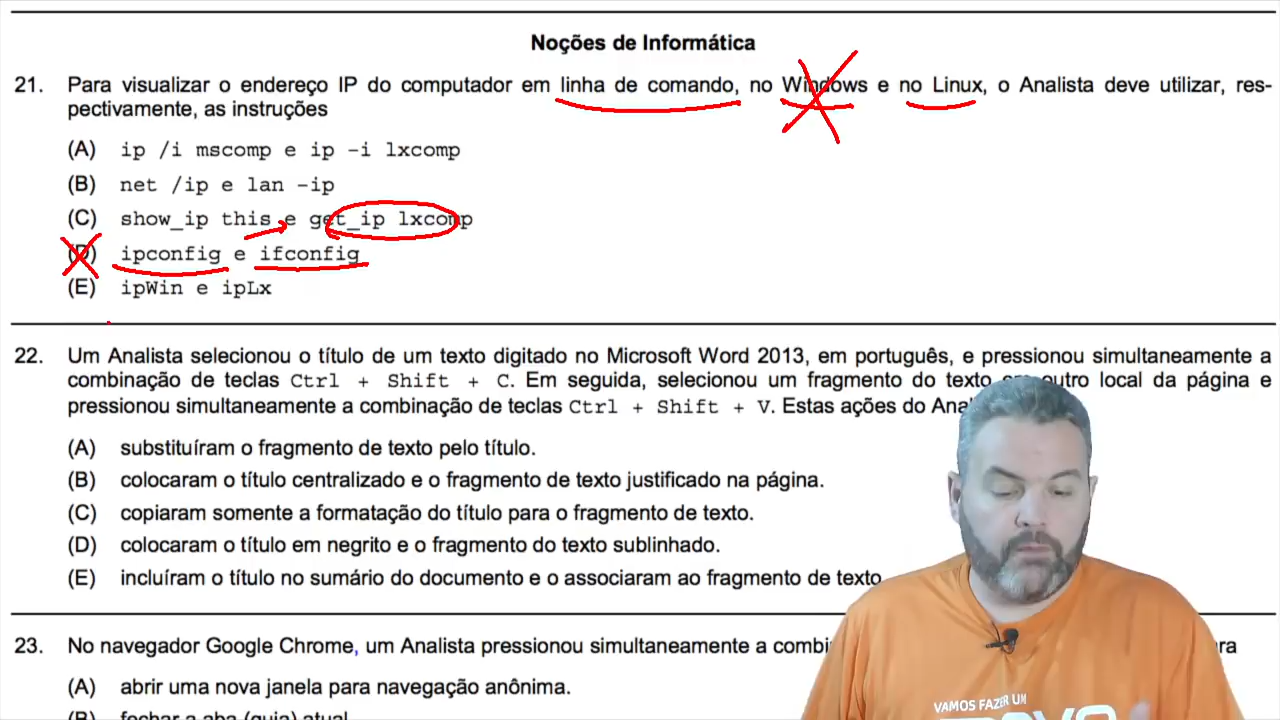 Noções de Informática
21. Para visualizar o endereço IP do computador em linha de comando, no Windows e no Linux, o Analista deve utilizar, res-
pectivamente, as instruções
(A) ip /i mscomp e ip -i lxcomp
(B) net /ip e lan -ip
(C) show_ip this e get_ip lxcomp
(D) ipconfig e ifconfig
(E) ipWin e ipLx
22. Um Analista selecionou o título de um texto digitado no Microsoft Word 2013, em português, e pressionou simultaneamente a
combinação de teclas Ctrl + Shift + C. Em seguida, selecionou um fragmento do texto em outro local da página e
pressionou simultaneamente a combinação de teclas Ctrl + Shift + V. Estas ações do
(A) substituíram o fragmento de texto pelo título.
(B) colocaram o título centralizado e o fragmento de texto justificado na página.
(C) copiaram somente a formatação do título para o fragmento de texto.
(D) colocaram o título em negrito e o fragmento do texto sublinhado.
(E) incluíram o título no sumário do documento e o associaram ao fragmento de texto
23. No navegador Google Chrome, um Analista pressionou simultaneamente a
(A) abrir uma nova janela para navegação anônima.
(B) fechar a aba (guia) atual
VAMOS FAZER UM